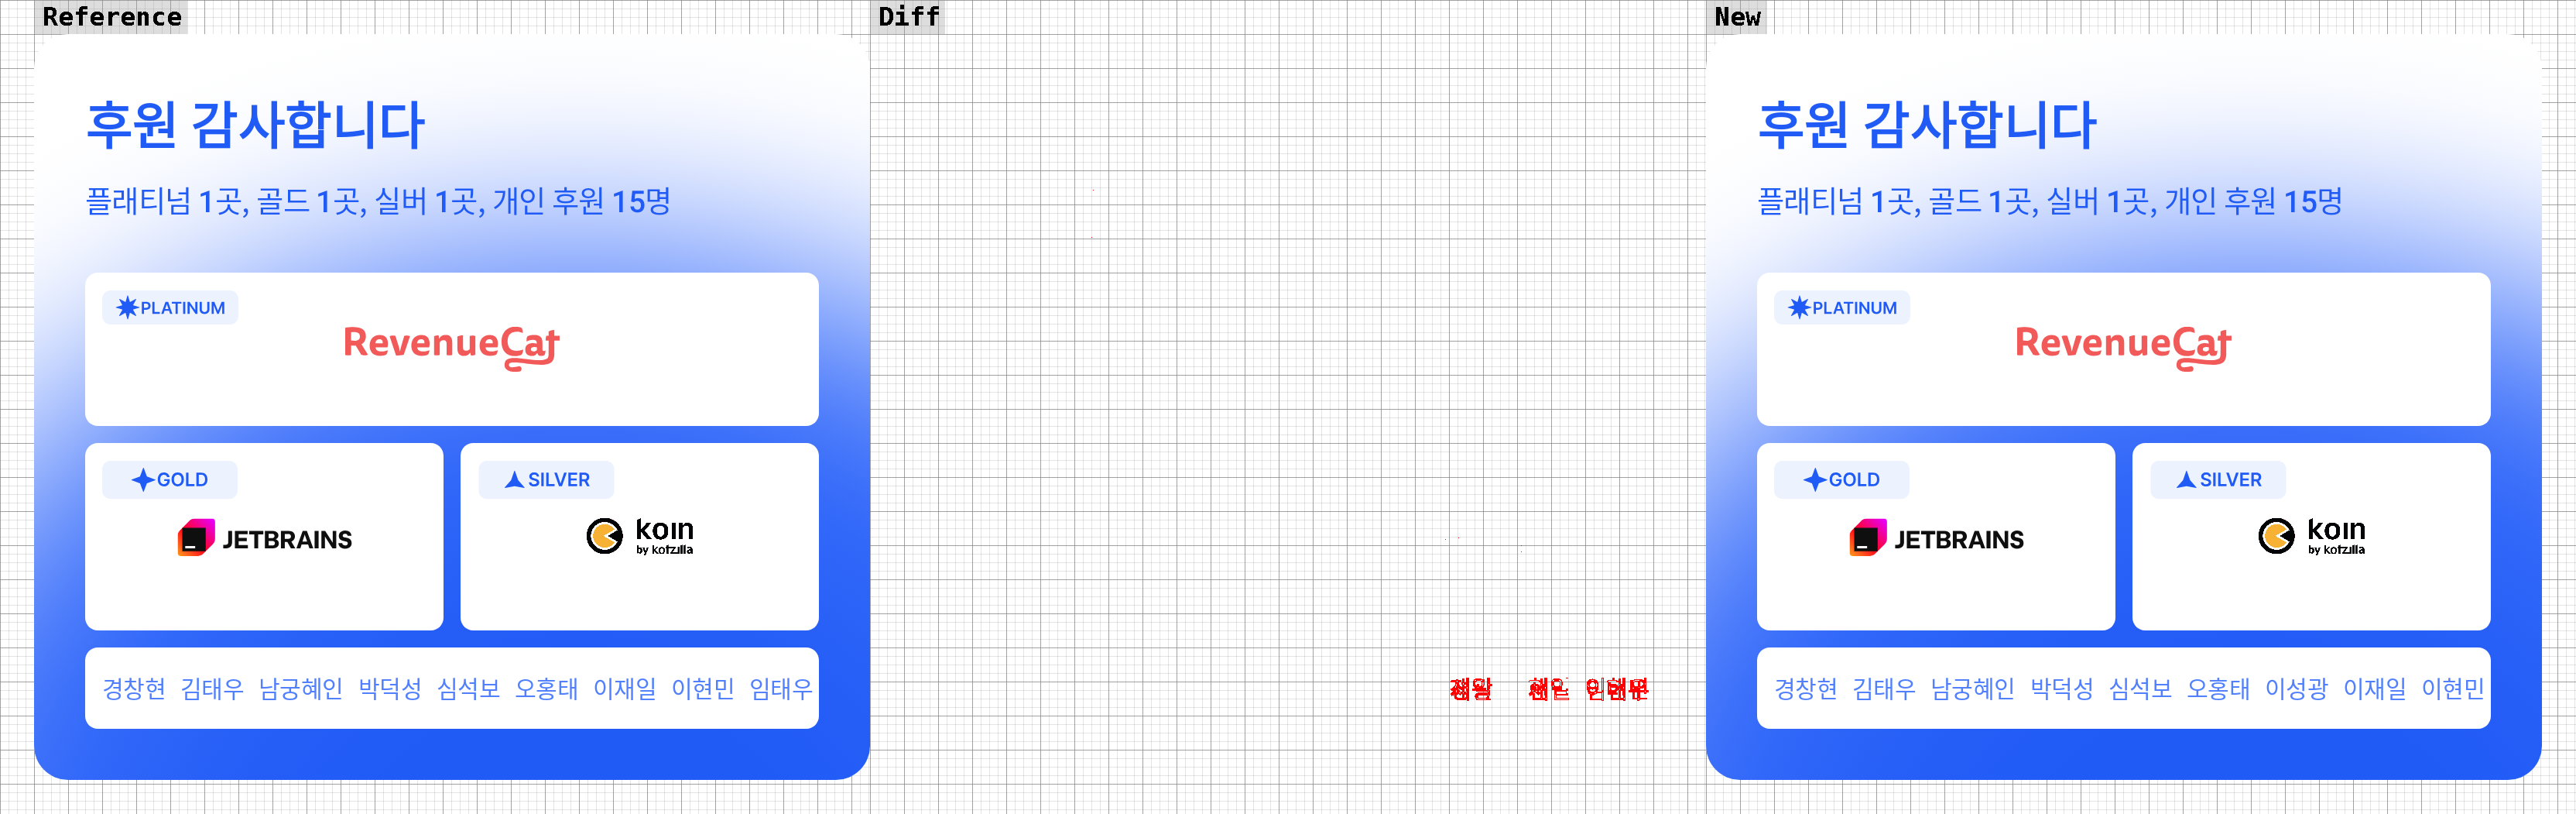 Reference
후원 감사합니다
플래티넘 1곳, 골드 1곳, 실버 1곳, 개인 후원 15명
PLATINUM
RevenueCat
GOLD
JETBRAINS
SILVER
koin
by kotzilla
경창현 김태우 남궁혜인 박덕성 심석보 오홍태 이재일 이현민 임태우
Diff
New
후원 감사합니다
플래티넘 1곳, 골드 1곳, 실버 1곳, 개인 후원 15명
PLATINUM
RevenueCat
GOLD
JETBRAINS
SILVER
koin
by kotzilla
경창현 김태우 남궁혜인 박덕성 심석보 오홍태 이성광 이재일 이현민